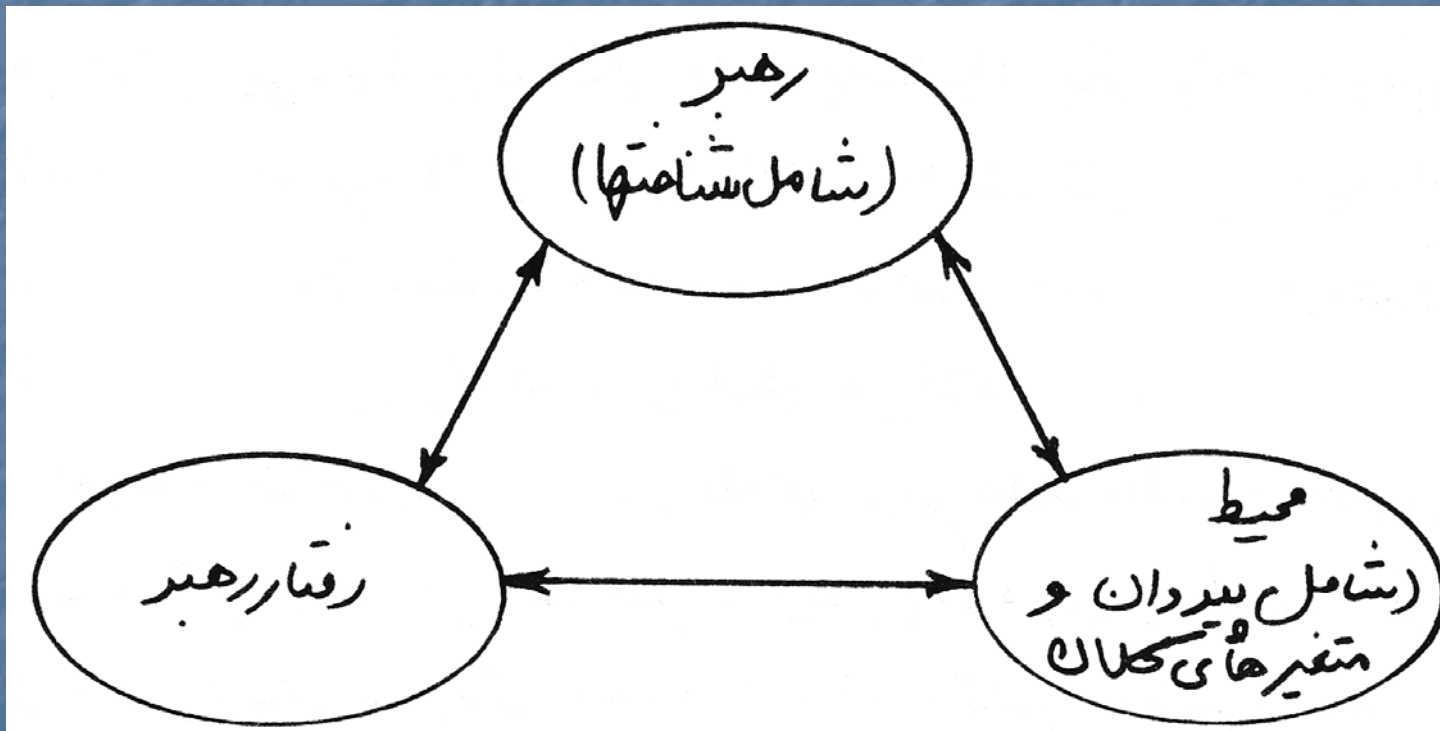 رهبر
(شامل شناختها)
رفتار رهبر
محیط
(شامل پیروان و
متغیرهای کلان